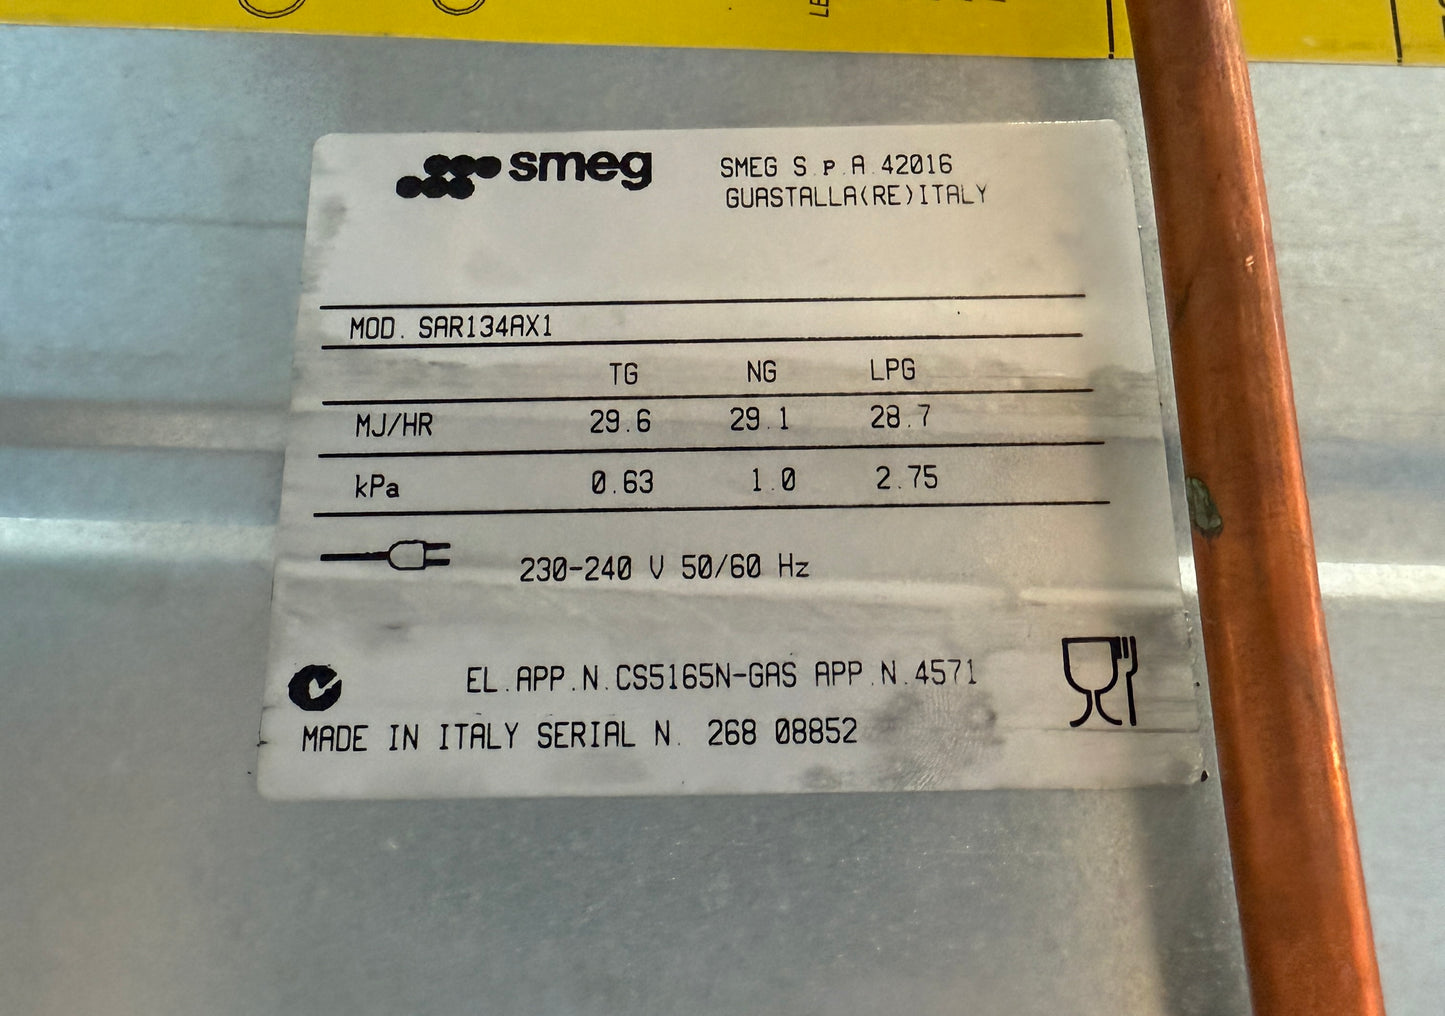 smeg
SMEG S.p.A.42016
GUASTALLA(RE)ITALY
MOD. SAR134AX1
TG NG LPG
MJ/HR 29.6 29.1 28.7
kPa 0.63 1.0 2.75
230-240 V 50/60 Hz
EL.APP.N.CS5165N-GAS APP.N.4571
MADE IN ITALY SERIAL N. 268 08852